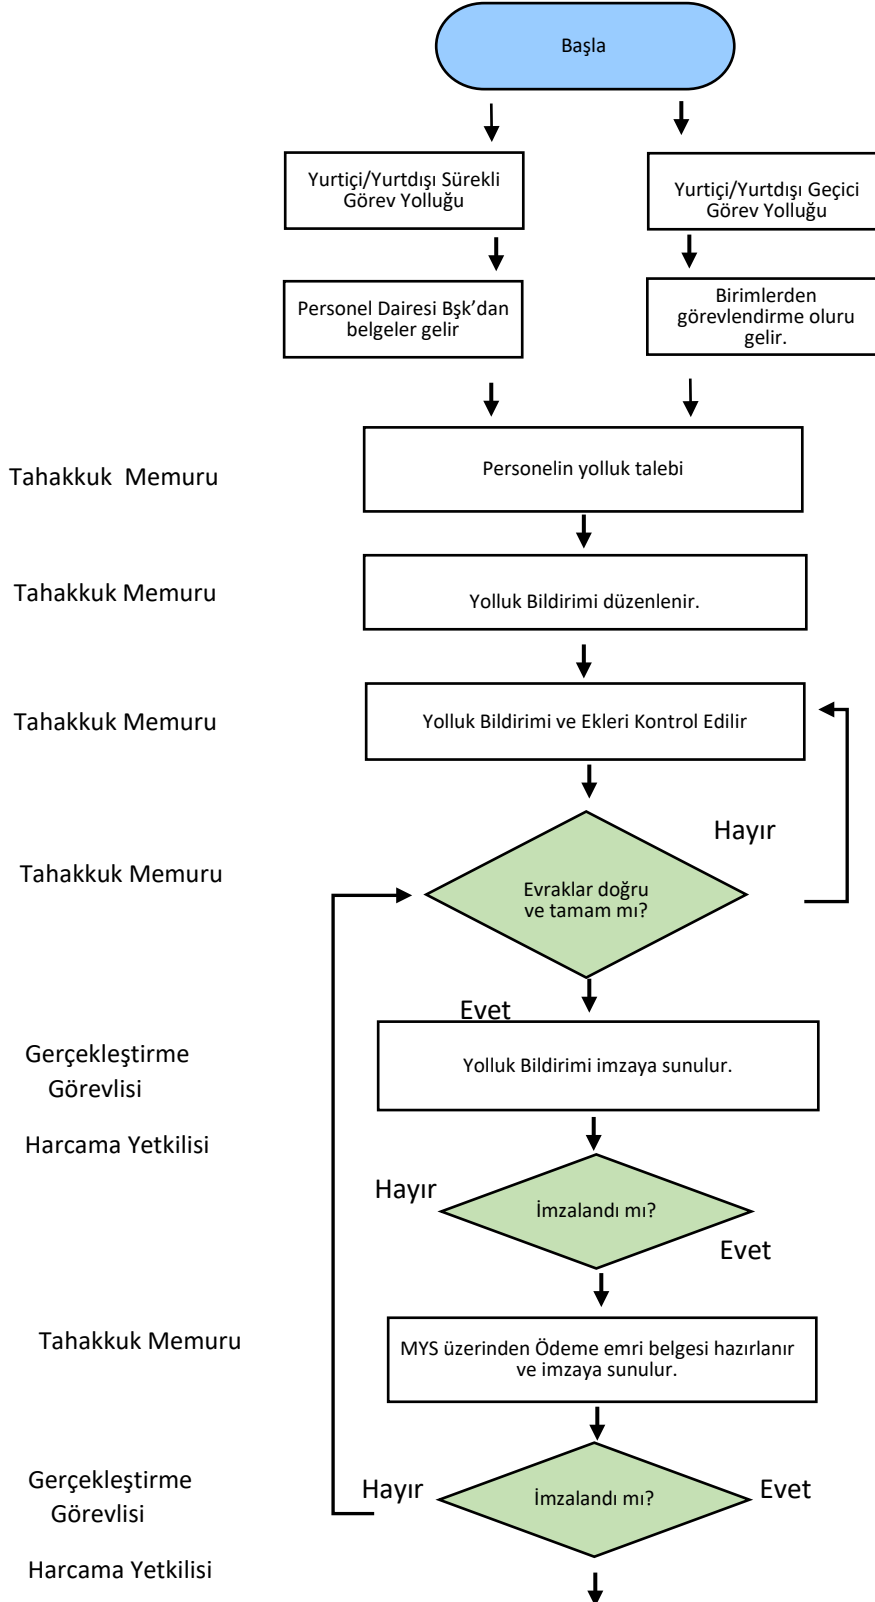 Başla
Yurtiçi/Yurtdışı Sürekli
Görev Yolluğu
Yurtiçi/Yurtdışı Geçici
Görev Yolluğu
Personel Dairesi Bşk’dan
belgeler gelir
Birimlerden
görevlendirme oluru
gelir.
Tahakkuk  Memuru
Personelin yolluk talebi
Tahakkuk Memuru
Yolluk Bildirimi düzenlenir.
Tahakkuk Memuru
Yolluk Bildirimi ve Ekleri Kontrol Edilir
Hayır
Tahakkuk Memuru
Evraklar doğru
ve tamam mı?
Evet
Gerçekleştirme
Görevlisi
Yolluk Bildirimi imzaya sunulur.
Harcama Yetkilisi
Hayır
İmzalandı mı?
Evet
Tahakkuk Memuru
MYS üzerinden Ödeme emri belgesi hazırlanır
ve imzaya sunulur.
Gerçekleştirme
Görevlisi
Hayır
İmzalandı mı?
Evet
Harcama Yetkilisi